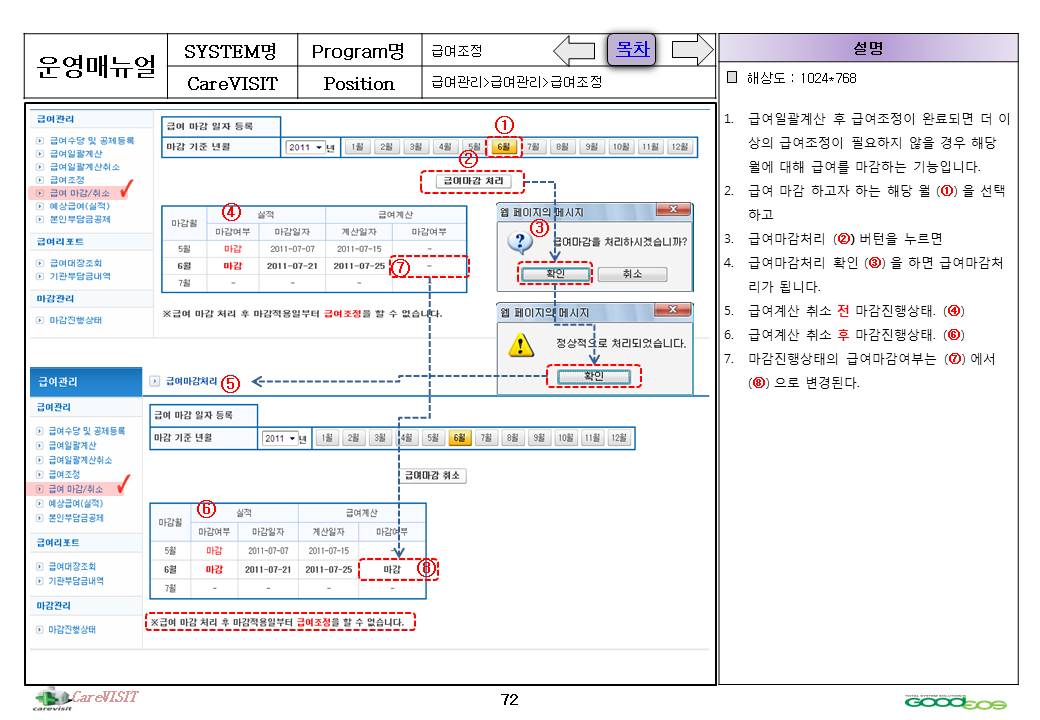 운영매뉴얼
SYSTEM명
Program명
급여조정
목차
CareVISIT
Position
급여관리>급여관리>급여조정
설명
해상도 : 1024*768
1. 급여일괄계산 후 급여조정이 완료되면 더 이
상의 급여조정이 필요하지 않을 경우 해당
월에 대해 급여를 마감하는 기능입니다.
2. 급여 마감 하고자 하는 해당 월 (①) 을 선택
하고
3. 급여마감처리 (②) 버턴을 누르면
4. 급여마감처리 확인 (③) 을 하면 급여마감처
리가 됩니다.
5. 급여계산 취소 전 마감진행상태. (④)
6. 급여계산 취소 후 마감진행상태. (⑥)
7. 마감진행상태의 급여마감여부는 (⑦) 에서
(⑧) 으로 변경된다.
급여관리
급여수당 및 공제등록
급여일괄계산
급여일괄계산취소
급여조정
급여 마감/취소
예상급여(실적)
본인부담금공제
급여리포트
급여대장조회
기관부담금내역
마감관리
마감진행상태
급여 마감 일자 등록
①
마감 기준 년월 2011 년 1월 2월 3월 4월 5월 6월 7월 8월 9월 10월 11월 12월
②
급여마감 처리
마감월 ④ 실적 급여계산
마감여부 마감일자 계산일자 마감여부
5월 마감 2011-07-07 2011-07-15 -
6월 마감 2011-07-21 2011-07-25 ⑦ -
7월 - - - -
※급여 마감 처리 후 마감적용일부터 급여조정를 할 수 없습니다.
웹 페이지의 메시지
③
급여마감을 처리하시겠습니까?
확인 취소
웹 페이지의 메시지
정상적으로 처리되었습니다.
확인
급여관리
급여마감처리 ⑤
급여관리
급여수당 및 공제등록
급여일괄계산
급여일괄계산취소
급여조정
급여 마감/취소
예상급여(실적)
본인부담금공제
급여리포트
급여대장조회
기관부담금내역
마감관리
마감진행상태
급여 마감 일자 등록
마감 기준 년월 2011 년 1월 2월 3월 4월 5월 6월 7월 8월 9월 10월 11월 12월
급여마감 취소
마감월 ⑥ 실적 급여계산
마감여부 마감일자 계산일자 마감여부
5월 마감 2011-07-07 2011-07-15 -
6월 마감 2011-07-21 2011-07-25 마감 ⑧
7월 - - - -
※급여 마감 처리 후 마감적용일부터 급여조정를 할 수 없습니다.
carevisit
CareVISIT
72
TOTAL SYSTEM SOLUTIONS
GOODEOS